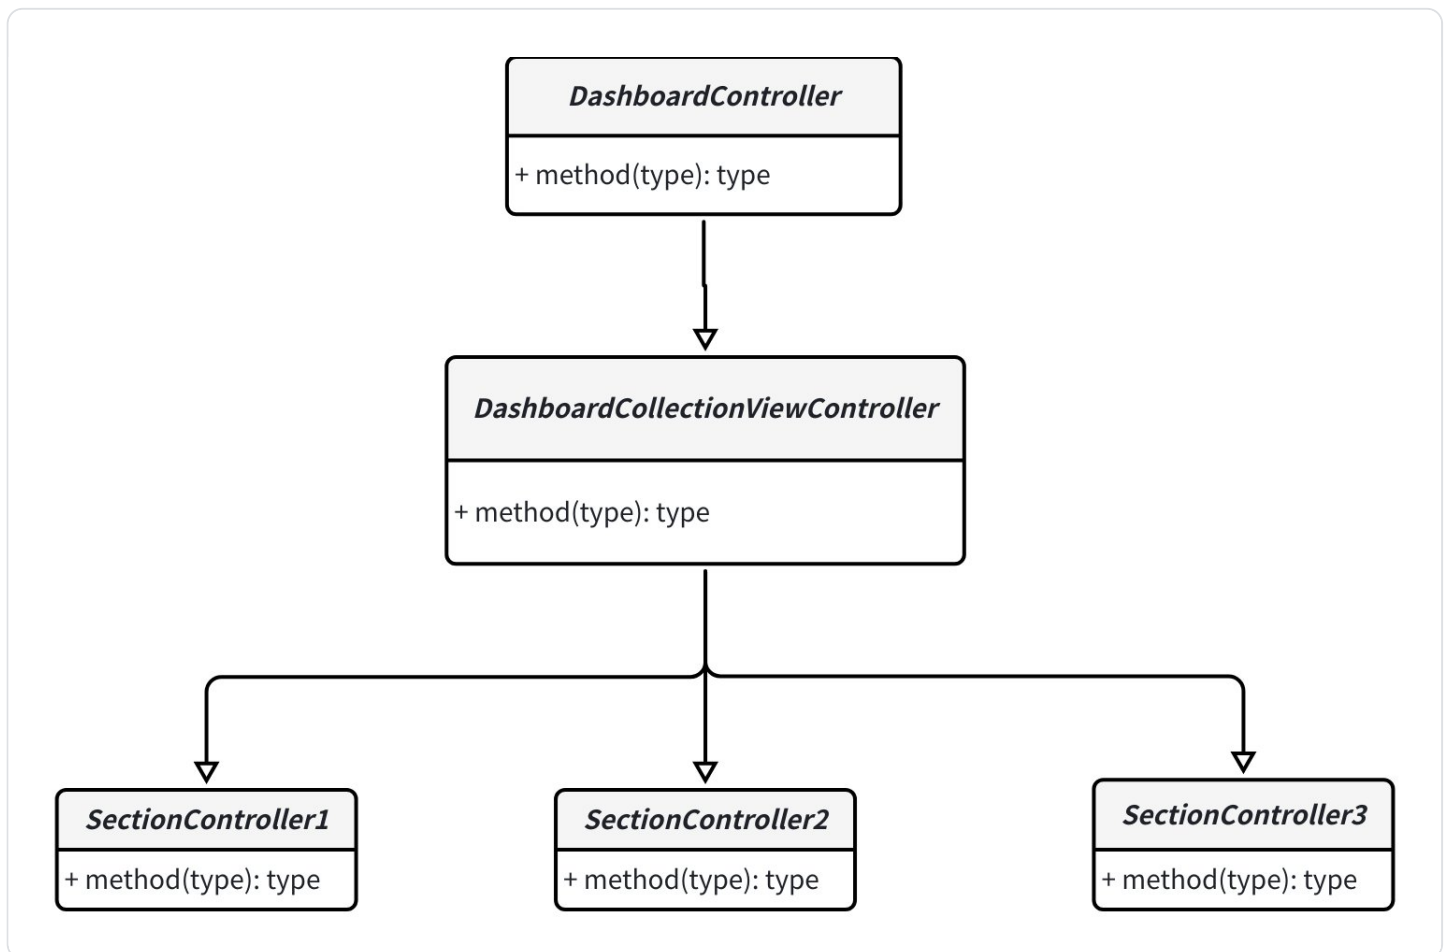 DashboardController
+ method(type): type
DashboardCollectionViewController
+ method(type): type
SectionController1
+ method(type): type
SectionController2
+ method(type): type
SectionController3
+ method(type): type